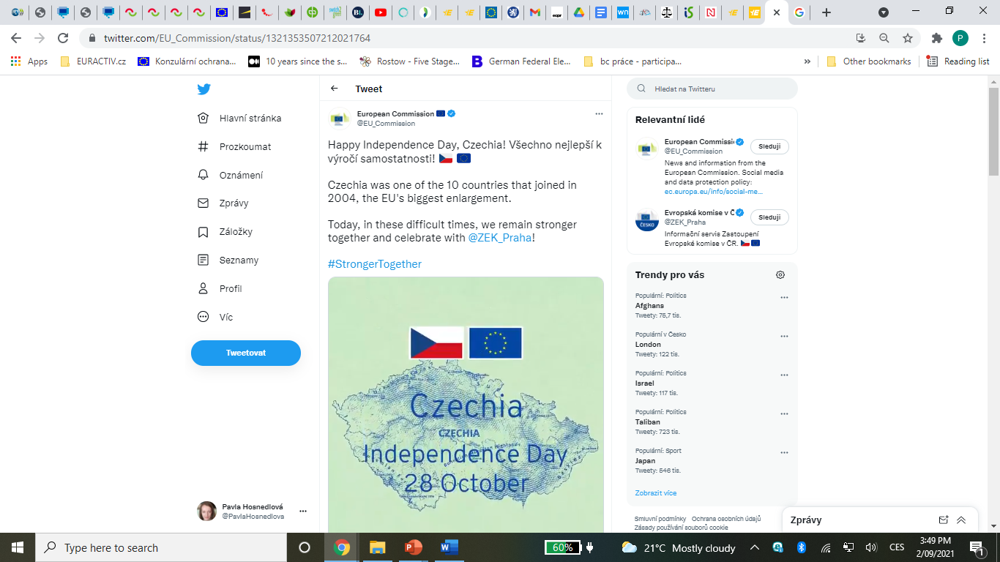 twitter.com/EU_Commission/status/1321353507212021764
P
Apps
EURACTIV.cz
Konzulární ochrana...
10 years since the s...
Rostow - Five Stage...
German Federal Ele...
bc práce - participa...
»
Other bookmarks
Reading list
Hlavní stránka
Prozkoumat
Oznámení
Zprávy
Záložky
Seznamy
Profil
Víc
Tweetovat
Pavla Hosnedlová
@PavlaHosnedlova
Tweet
European Commission
@EU_Commission
Happy Independence Day, Czechia! Všechno nejlepší k
výročí samostatnosti!
Czechia was one of the 10 countries that joined in
2004, the EU's biggest enlargement.
Today, in these difficult times, we remain stronger
together and celebrate with @ZEK_Praha!
#StrongerTogether
Czechia
CZECHIA
Independence Day
28 October
Hledat na Twitteru
Relevantní lidé
European Commissi
@EU_Commission
Sleduji
News and information from the
European Commission. Social media
and data protection policy:
ec.europa.eu/info/social-me...
Evropská komise v Č
@ZEK_Praha
Sleduji
ČESKO
Informační servis Zastoupení
Evropské komise v ČR.
Trendy pro vás
Populární: Politics
Afghans
Tweety: 75,7 tis.
Populární v Česko
London
Tweety: 122 tis.
Populární: Politics
Israel
Tweety: 117 tis.
Populární: Politics
Taliban
Tweety: 723 tis.
Populární: Sport
Japan
Tweety: 546 tis.
Zobrazit více
Smluvní podmínky Ochrana osobních údajů
Zásady používání souborů cookie
Zprávy
Type here to search
60%
21°C Mostly cloudy
CES
3:49 PM
2/09/2021
1